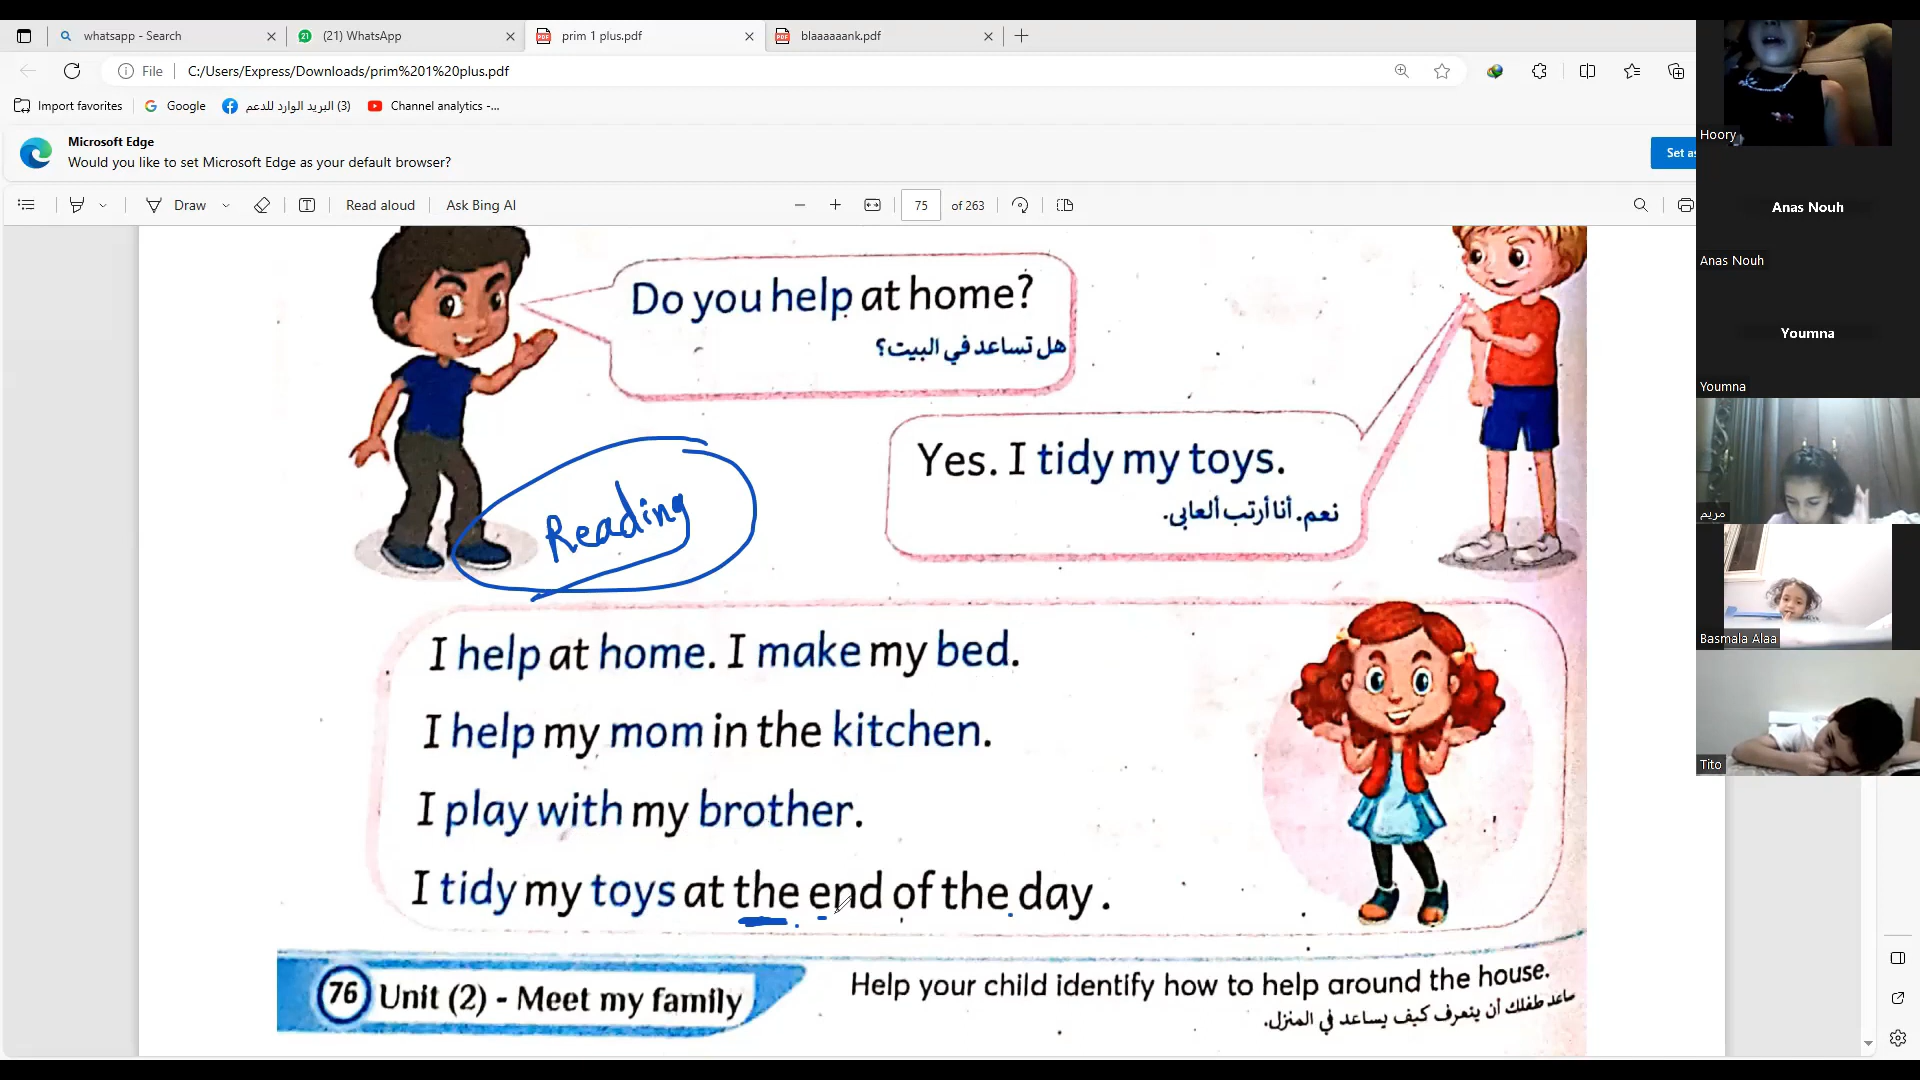 whatsapp - Search
(21) WhatsApp
prim 1 plus.pdf
blaaaaaank.pdf
File
C:/Users/Express/Downloads/prim%201%20plus.pdf
Import favorites
Google
(3) البريد الوارد للدعم
Channel analytics -...
Microsoft Edge
Would you like to set Microsoft Edge as your default browser?
Set as
Draw
Read aloud
Ask Bing AI
75
of 263
Do you help at home?
هل تساعد في البيت؟
Yes. I tidy my toys.
نعم. أنا أرتب ألعابى.
Reading
I help at home. I make my bed.
I help my mom in the kitchen.
I play with my brother.
I tidy my toys at the end of the day.
76 Unit (2) - Meet my family
Help your child identify how to help around the house.
ساعد طفلك أن يتعرف كيف يساعد في المنزل.
Hoory
Anas Nouh
Anas Nouh
Youmna
Youmna
مريم
Basmala Alaa
Tito